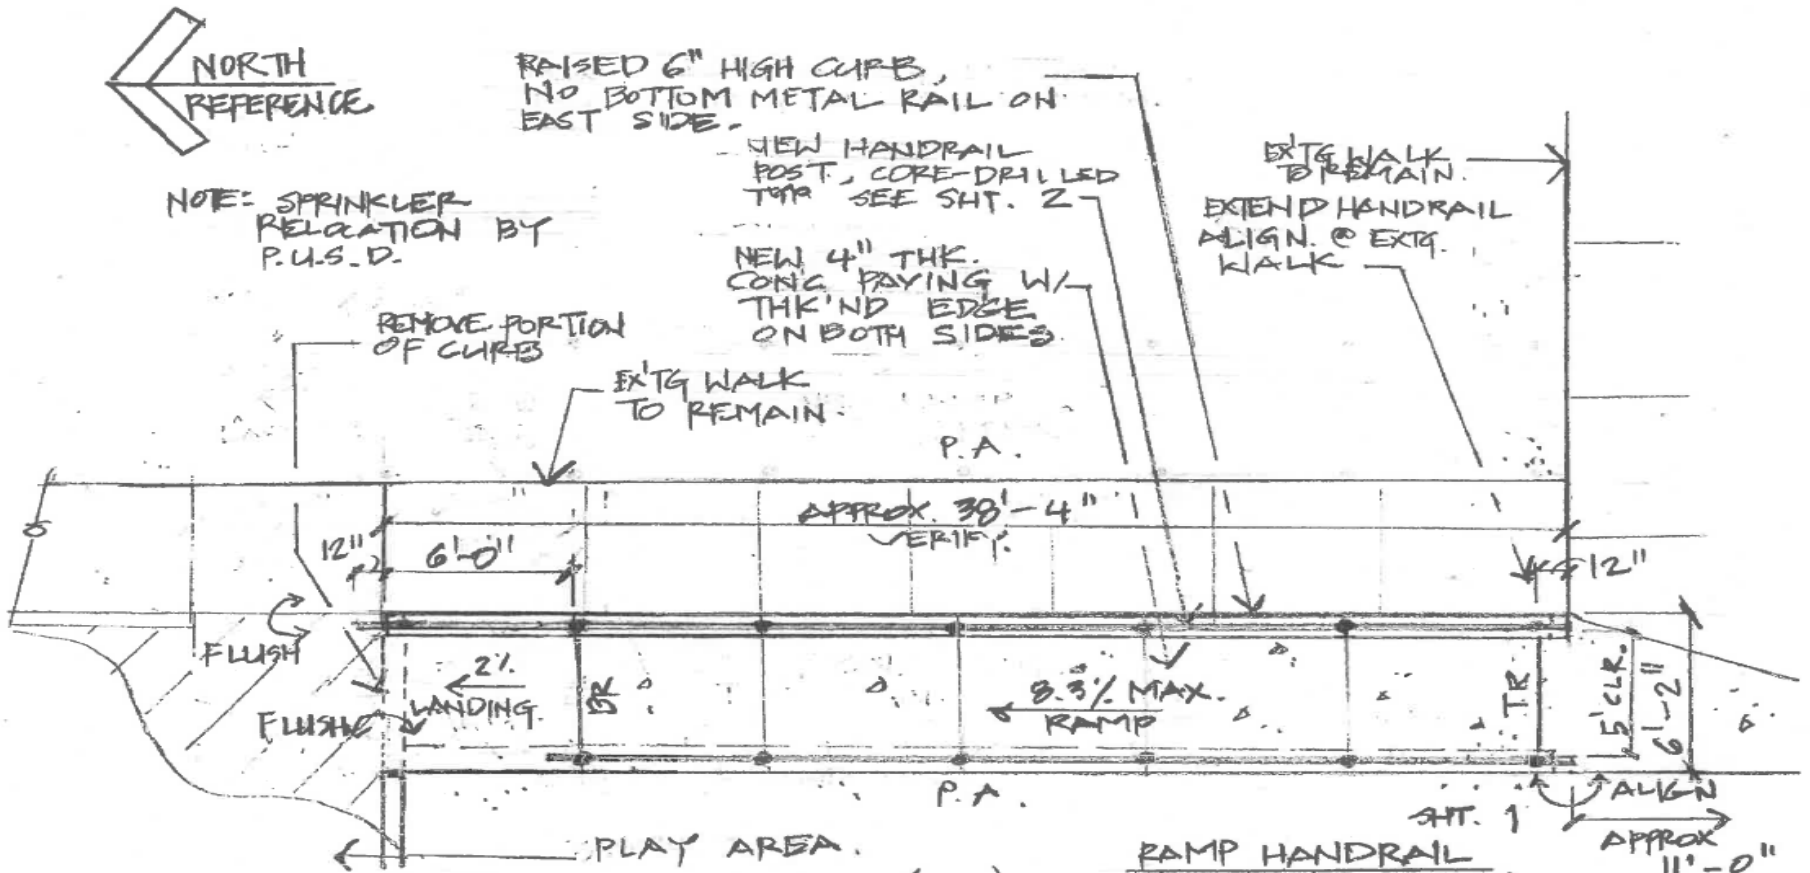 NORTH
REFERENCE
RAISED 6" HIGH CURB,
NO BOTTOM METAL RAIL ON
EAST SIDE.
NEW HANDRAIL
POST, CORE-DRILLED
TYP SEE SHT. 2
EX'TG WALK
TO REMAIN.
NOTE: SPRINKLER
RELOCATION BY
P.U.S.D.
EXTEND HANDRAIL
ALIGN. @ EXTG.
WALK
NEW 4" THK.
CONC PAVING W/
THK'ND EDGE
ON BOTH SIDES
REMOVE PORTION
OF CURB
EX'TG WALK
TO REMAIN.
P.A.
APPROX. 38'-4"
VERIFY.
12"
6'-0"
12"
FLUSH
2%
LANDING
BR
8.3% MAX.
RAMP
TR
5' CLR.
6'-2"
FLUSH
P.A.
SHT. 1
ALIGN
APPROX
11'-0"
PLAY AREA.
RAMP HANDRAIL